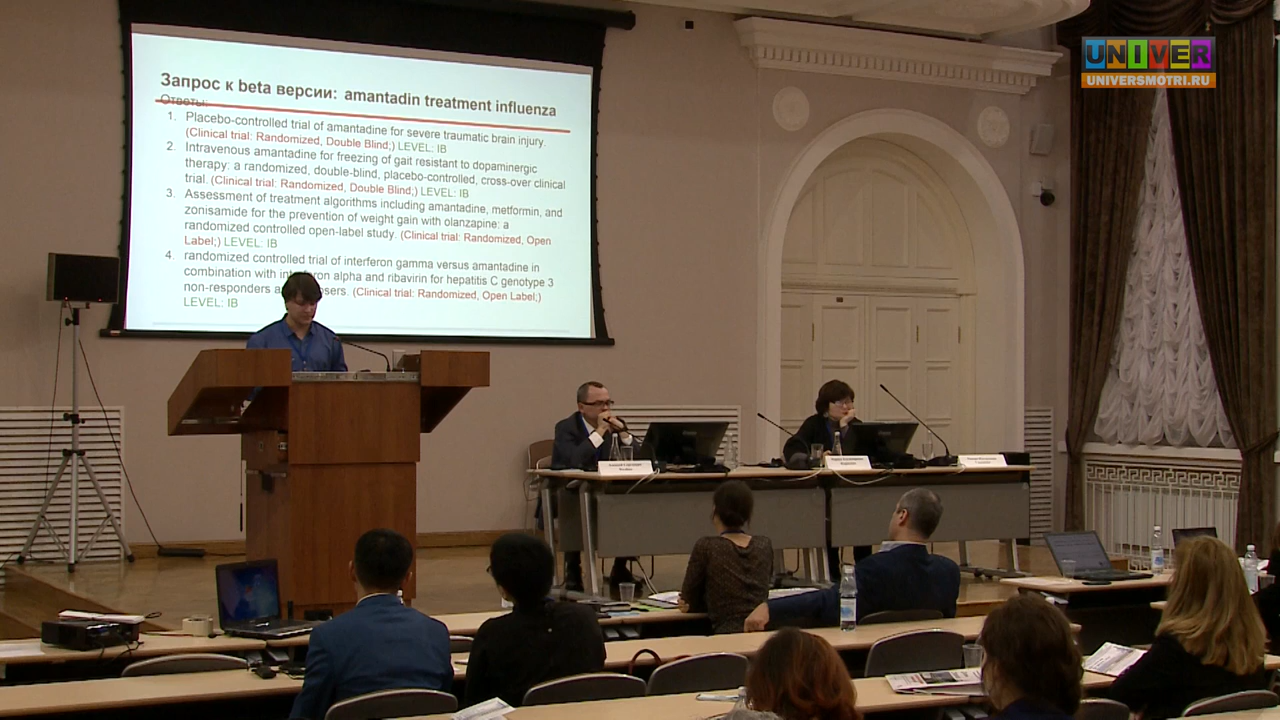 UNIVER
UNIVERSMOTRI.RU
Запрос к beta версии: amantadin treatment influenza
Ответы:
1. Placebo-controlled trial of amantadine for severe traumatic brain injury.
(Clinical trial: Randomized, Double Blind;) LEVEL: IB
2. Intravenous amantadine for freezing of gait resistant to dopaminergic
therapy: a randomized, double-blind, placebo-controlled, cross-over clinical
trial. (Clinical trial: Randomized, Double Blind;) LEVEL: IB
3. Assessment of treatment algorithms including amantadine, metformin, and
zonisamide for the prevention of weight gain with olanzapine: a
randomized controlled open-label study. (Clinical trial: Randomized, Open
Label;) LEVEL: IB
4. randomized controlled trial of interferon gamma versus amantadine in
combination with alpha and ribavirin for hepatitis C genotype 3
non-responders (Clinical trial: Randomized, Open Label;)
LEVEL: IB